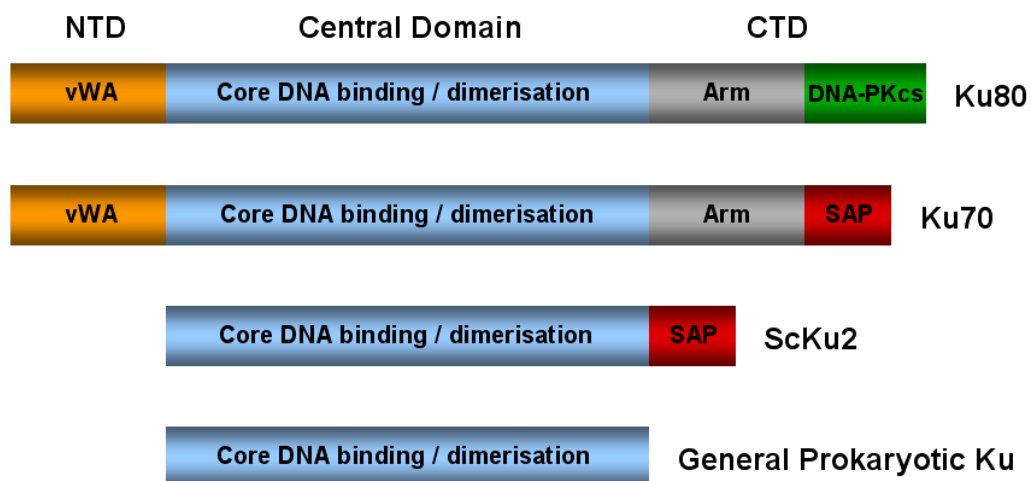 NTD Central Domain CTD
vWA Core DNA binding / dimerisation Arm DNA-PKcs Ku80
vWA Core DNA binding / dimerisation Arm SAP Ku70
Core DNA binding / dimerisation SAP ScKu2
Core DNA binding / dimerisation General Prokaryotic Ku